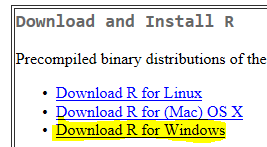 Download and Install R
Precompiled binary distributions of the
Download R for Linux
Download R for (Mac) OS X
Download R for Windows